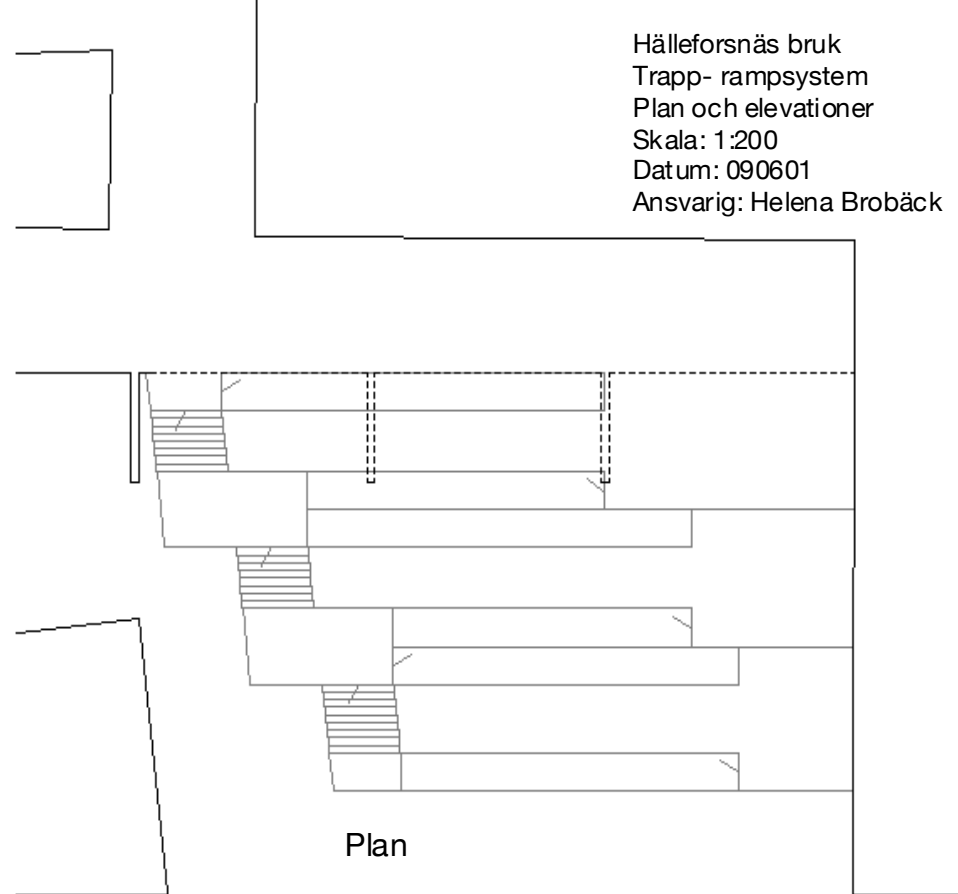 Hälleforsnäs bruk
Trapp- rampsystem
Plan och elevationer
Skala: 1:200
Datum: 090601
Ansvarig: Helena Brobäck
Plan